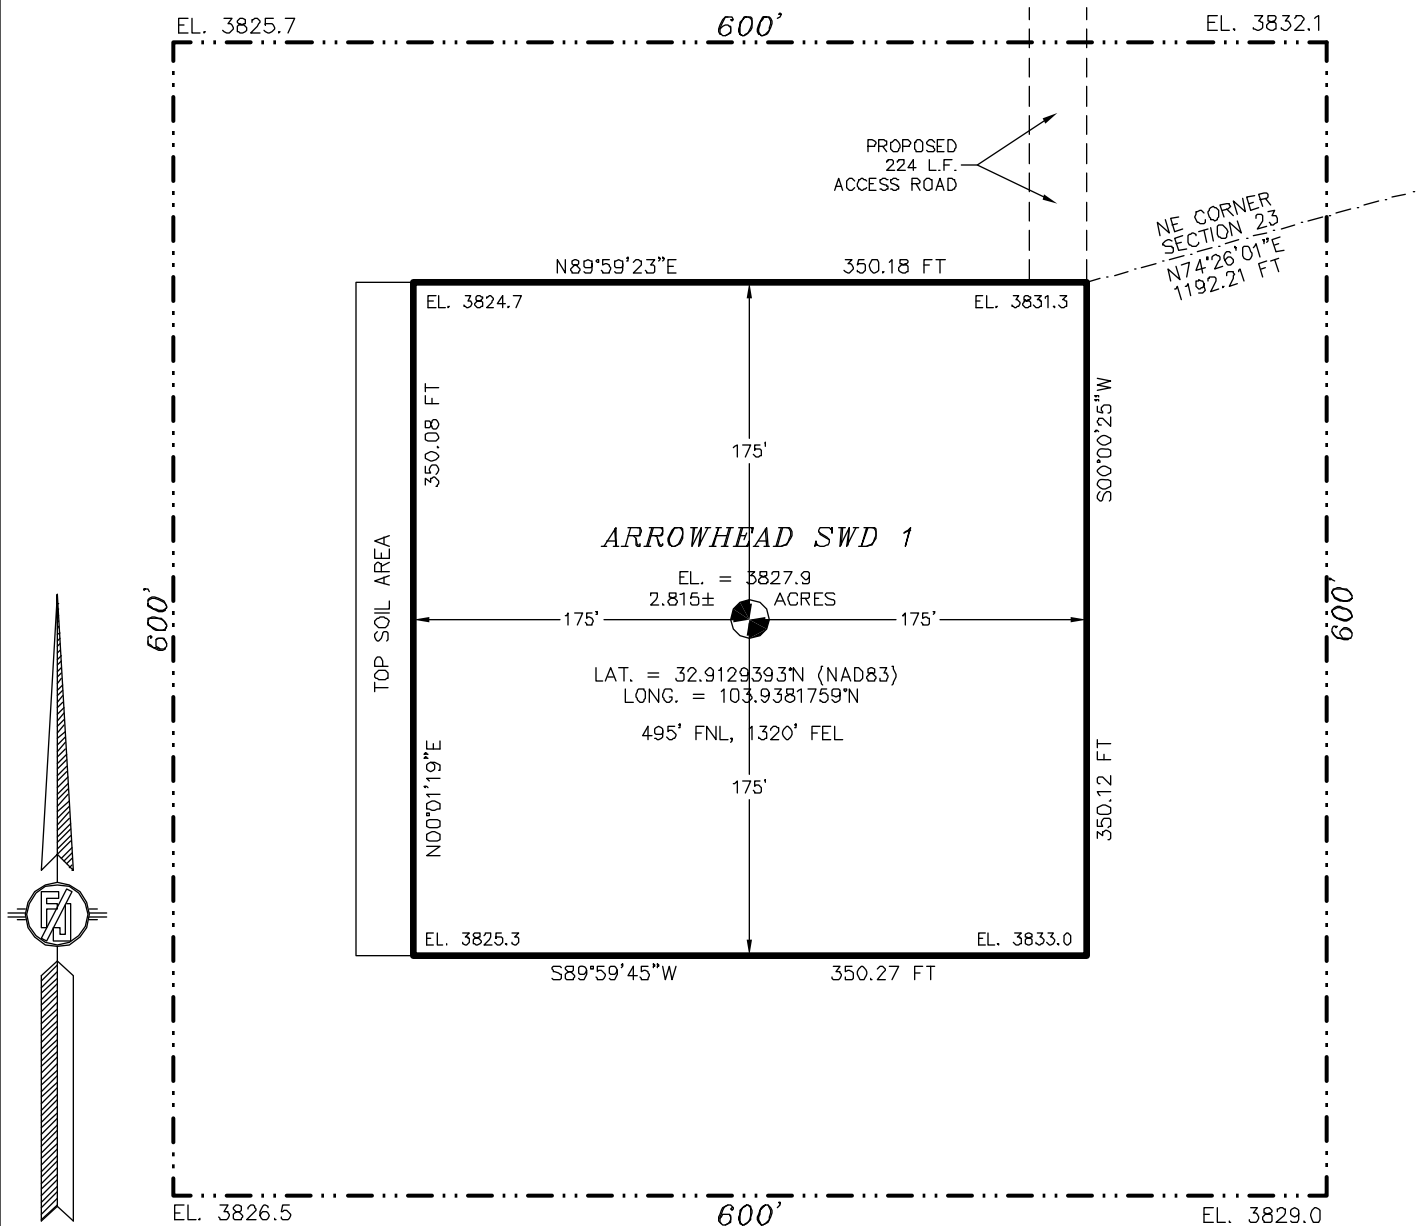 EL. 3825.7
600'
EL. 3832.1
PROPOSED
224 L.F.
ACCESS ROAD
NE CORNER
SECTION 23
N74°26'01"E
1192.21 FT
N89°59'23"E
350.18 FT
EL. 3824.7
EL. 3831.3
350.08 FT
S00°00'25"W
175'
ARROWHEAD SWD 1
EL. = 3827.9
2.815± ACRES
175'
175'
TOP SOIL AREA
600'
600'
LAT. = 32.9129393°N (NAD83)
LONG. = 103.9381759°N
495' FNL, 1320' FEL
175'
N00°01'19"E
350.12 FT
FJ
EL. 3825.3
EL. 3833.0
S89°59'45"W
350.27 FT
EL. 3826.5
600'
EL. 3829.0